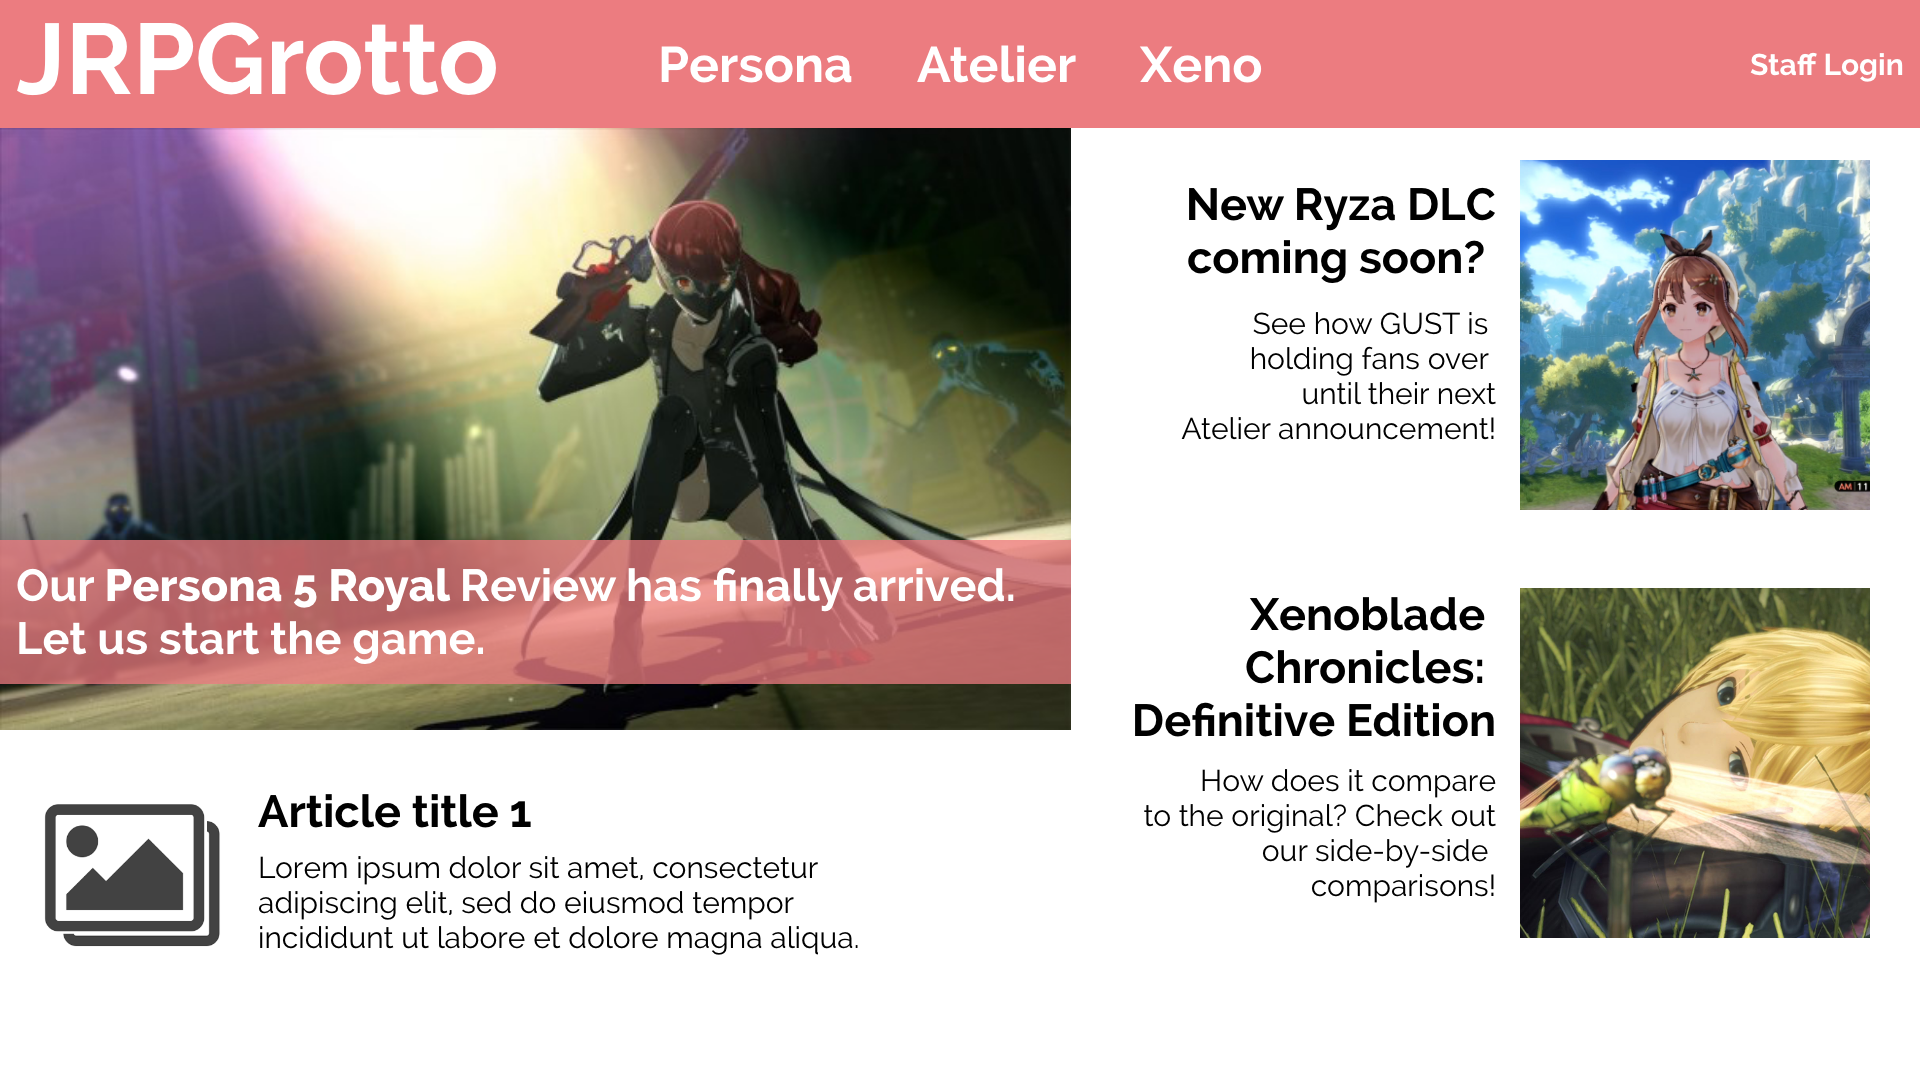 JRPGrotto
Persona
Atelier
Xeno
Staff Login
Our Persona 5 Royal Review has finally arrived.
Let us start the game.
New Ryza DLC
coming soon?
See how GUST is
holding fans over
until their next
Atelier announcement!
AM 11
Xenoblade
Chronicles:
Definitive Edition
How does it compare
to the original? Check out
our side-by-side
comparisons!
Article title 1
Lorem ipsum dolor sit amet, consectetur
adipiscing elit, sed do eiusmod tempor
incididunt ut labore et dolore magna aliqua.